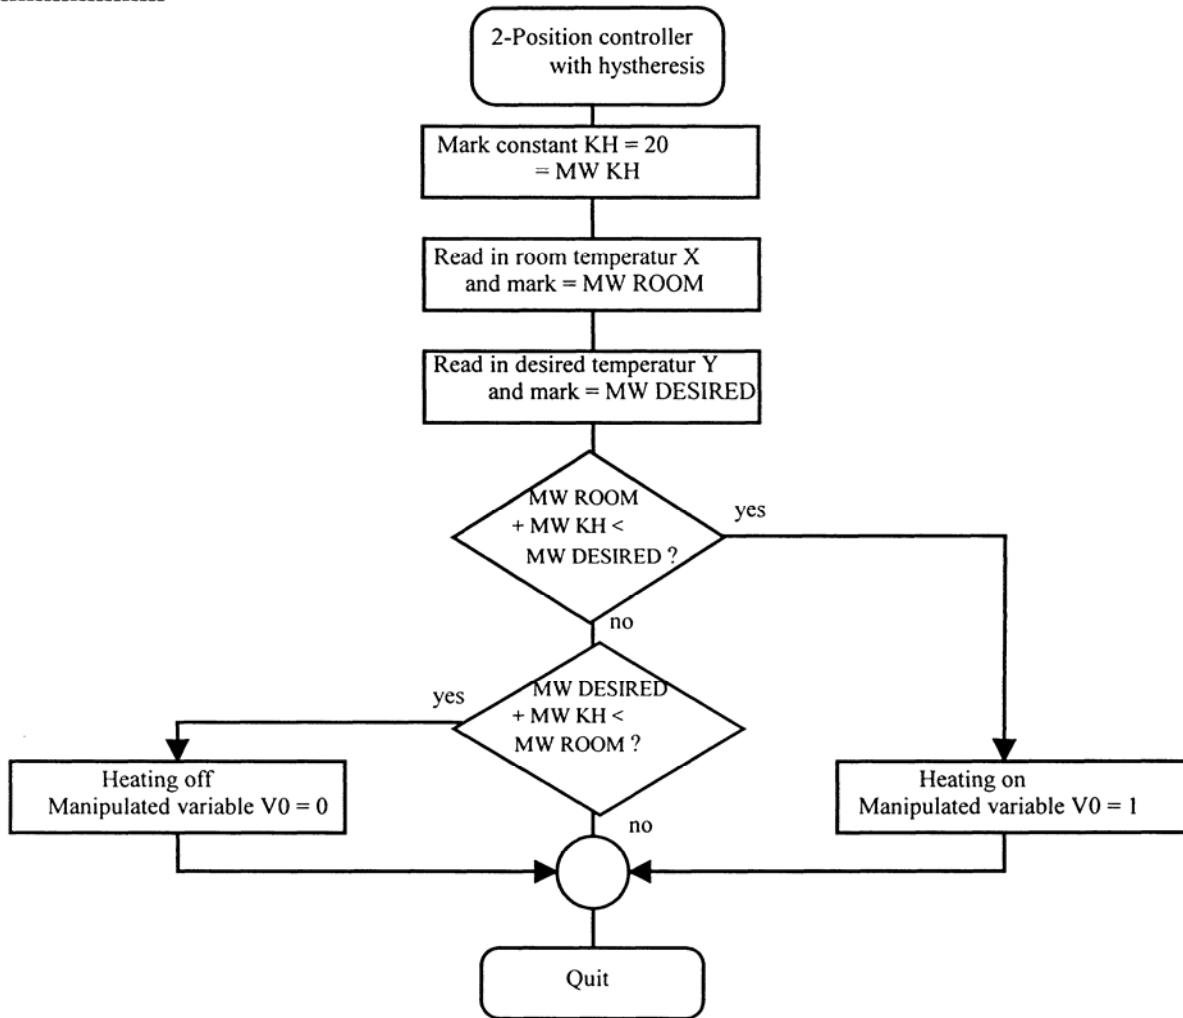 2-Position controller
with hystheresis
Mark constant KH = 20
= MW KH
Read in room temperatur X
and mark = MW ROOM
Read in desired temperatur Y
and mark = MW DESIRED
MW ROOM
+ MW KH <
MW DESIRED ?
yes
no
MW DESIRED
+ MW KH <
MW ROOM ?
yes
no
Heating off
Manipulated variable V0 = 0
Heating on
Manipulated variable V0 = 1
Quit